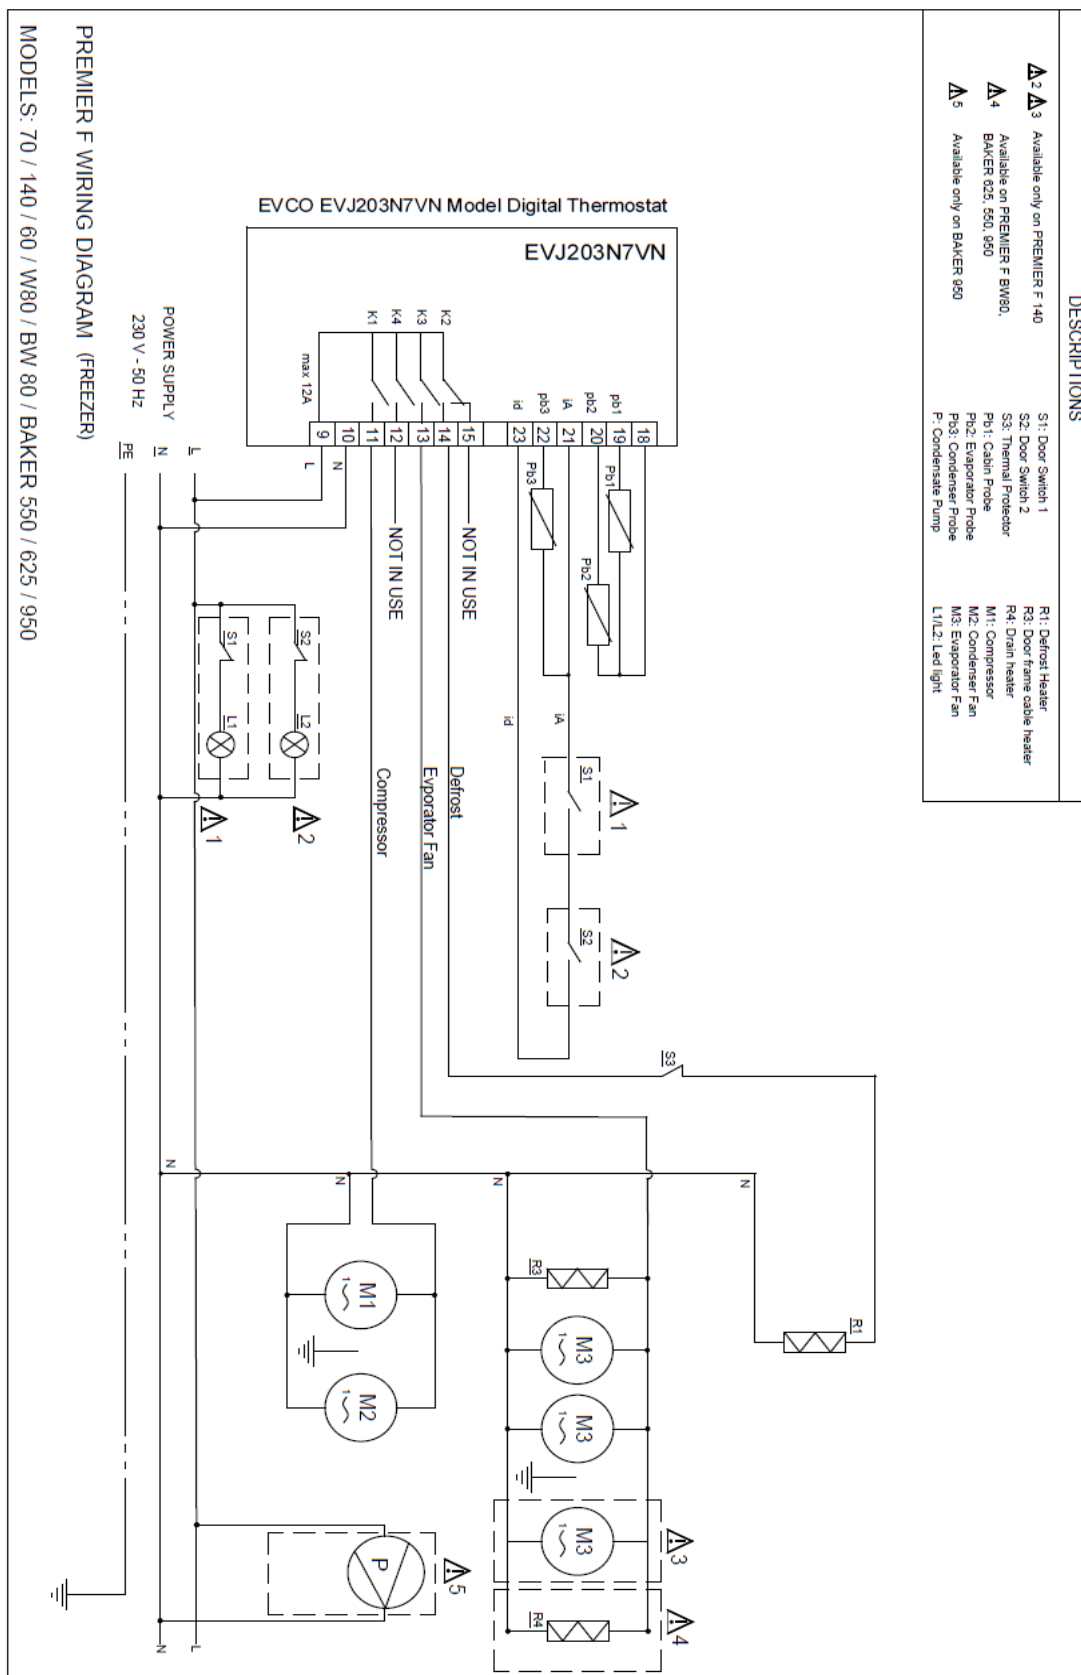 DESCRIPTIONS
⚠2 ⚠3 Available only on PREMIER F 140
⚠4 Available on PREMIER F BW80,
BAKER 625, 550, 950
⚠5 Available only on BAKER 950
S1: Door Switch 1
S2: Door Switch 2
S3: Thermal Protector
Pb1: Cabin Probe
Pb2: Evaporator Probe
Pb3: Condenser Probe
P: Condensate Pump
R1: Defrost Heater
R3: Door frame cable heater
R4: Drain heater
M1: Compressor
M2: Condenser Fan
M3: Evaporator Fan
L1/L2: Led light
EVCO EVJ203N7VN Model Digital Thermostat
EVJ203N7VN
K1
K4
K3
K2
max 12A
id
pb3
iA
pb2
pb1
9
10
11
12
13
14
15
23
22
21
20
19
18
L
N
NOT IN USE
NOT IN USE
Pb3
Pb1
Pb2
id
iA
S1
⚠1
S2
⚠2
S3
POWER SUPPLY
230 V - 50 Hz
L
N
PE
S1
L1
S2
L2
⚠1
⚠2
Compressor
Evporator Fan
Defrost
N
N
N
N
R1
R3
M1
1~
M2
1~
M3
1~
M3
1~
M3
1~
⚠3
R4
⚠4
P
⚠5
L
N
PREMIER F WIRING DIAGRAM (FREEZER)
MODELS: 70 / 140 / 60 / W80 / BW 80 / BAKER 550 / 625 / 950